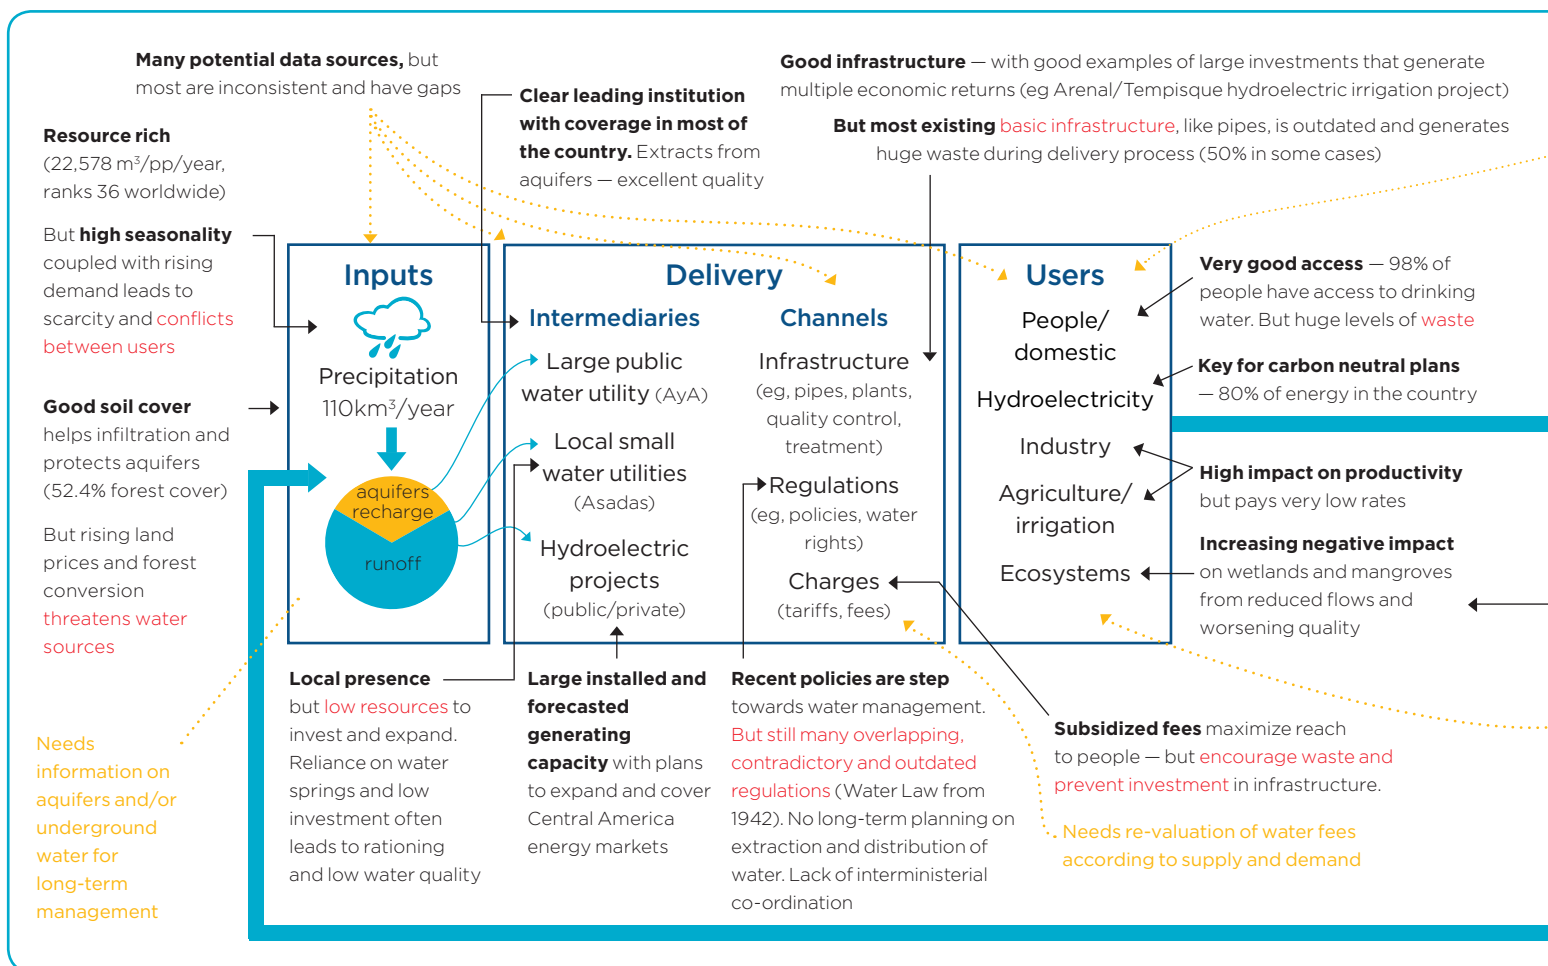 Many potential data sources, but
most are inconsistent and have gaps
Resource rich
(22,578 m³/pp/year,
ranks 36 worldwide)
But high seasonality
coupled with rising
demand leads to
scarcity and conflicts
between users
Good soil cover
helps infiltration and
protects aquifers
(52.4% forest cover)
But rising land
prices and forest
conversion
threatens water
sources
Needs
information on
aquifers and/or
underground
water for
long-term
management
Clear leading institution
with coverage in most of
the country. Extracts from
aquifers — excellent quality
Good infrastructure — with good examples of large investments that generate
multiple economic returns (eg Arenal/Tempisque hydroelectric irrigation project)
But most existing basic infrastructure, like pipes, is outdated and generates
huge waste during delivery process (50% in some cases)
Inputs
Precipitation
110km³/year
aquifers
recharge
runoff
Delivery
Intermediaries
Large public
water utility (AyA)
Local small
water utilities
(Asadas)
Hydroelectric
projects
(public/private)
Channels
Infrastructure
(eg, pipes, plants,
quality control,
treatment)
Regulations
(eg, policies, water
rights)
Charges
(tariffs, fees)
Users
People/
domestic
Hydroelectricity
Industry
Agriculture/
irrigation
Ecosystems
Very good access — 98% of
people have access to drinking
water. But huge levels of waste
Key for carbon neutral plans
— 80% of energy in the country
High impact on productivity
but pays very low rates
Increasing negative impact
on wetlands and mangroves
from reduced flows and
worsening quality
Local presence
but low resources to
invest and expand.
Reliance on water
springs and low
investment often
leads to rationing
and low water quality
Large installed and
forecasted
generating
capacity with plans
to expand and cover
Central America
energy markets
Recent policies are step
towards water management.
But still many overlapping,
contradictory and outdated
regulations (Water Law from
1942). No long-term planning on
extraction and distribution of
water. Lack of interministerial
co-ordination
Subsidized fees maximize reach
to people — but encourage waste and
prevent investment in infrastructure.
Needs re-valuation of water fees
according to supply and demand